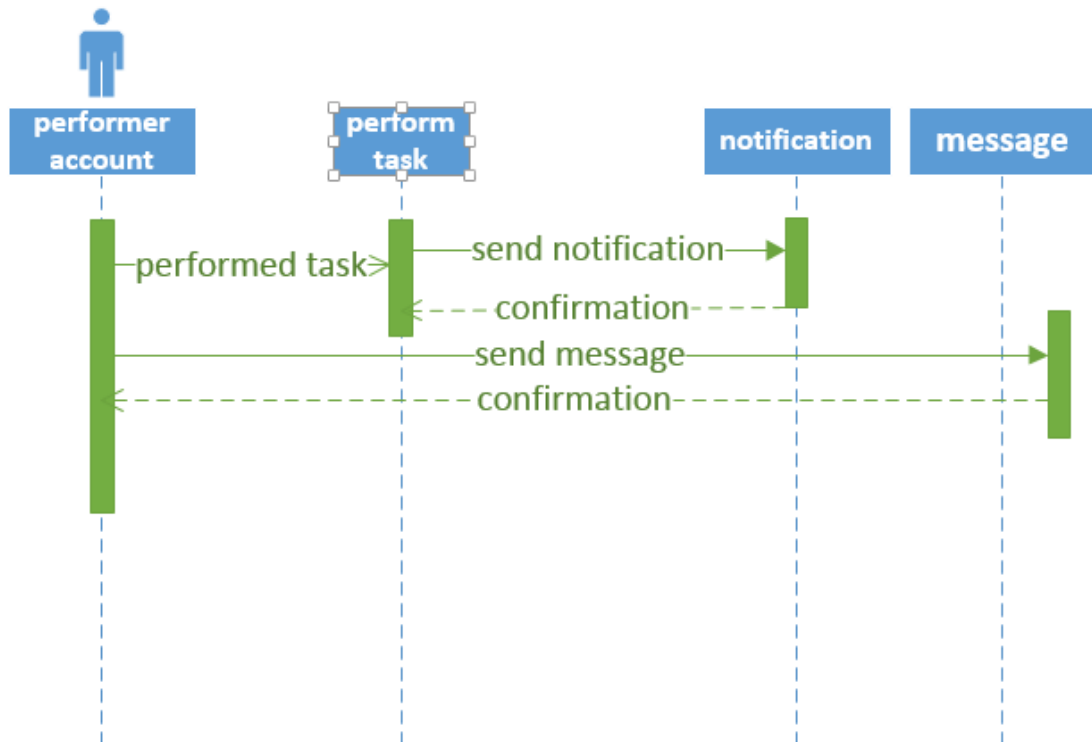 performer
account
perform
task
notification
message
send notification
performed task
confirmation
send message
confirmation